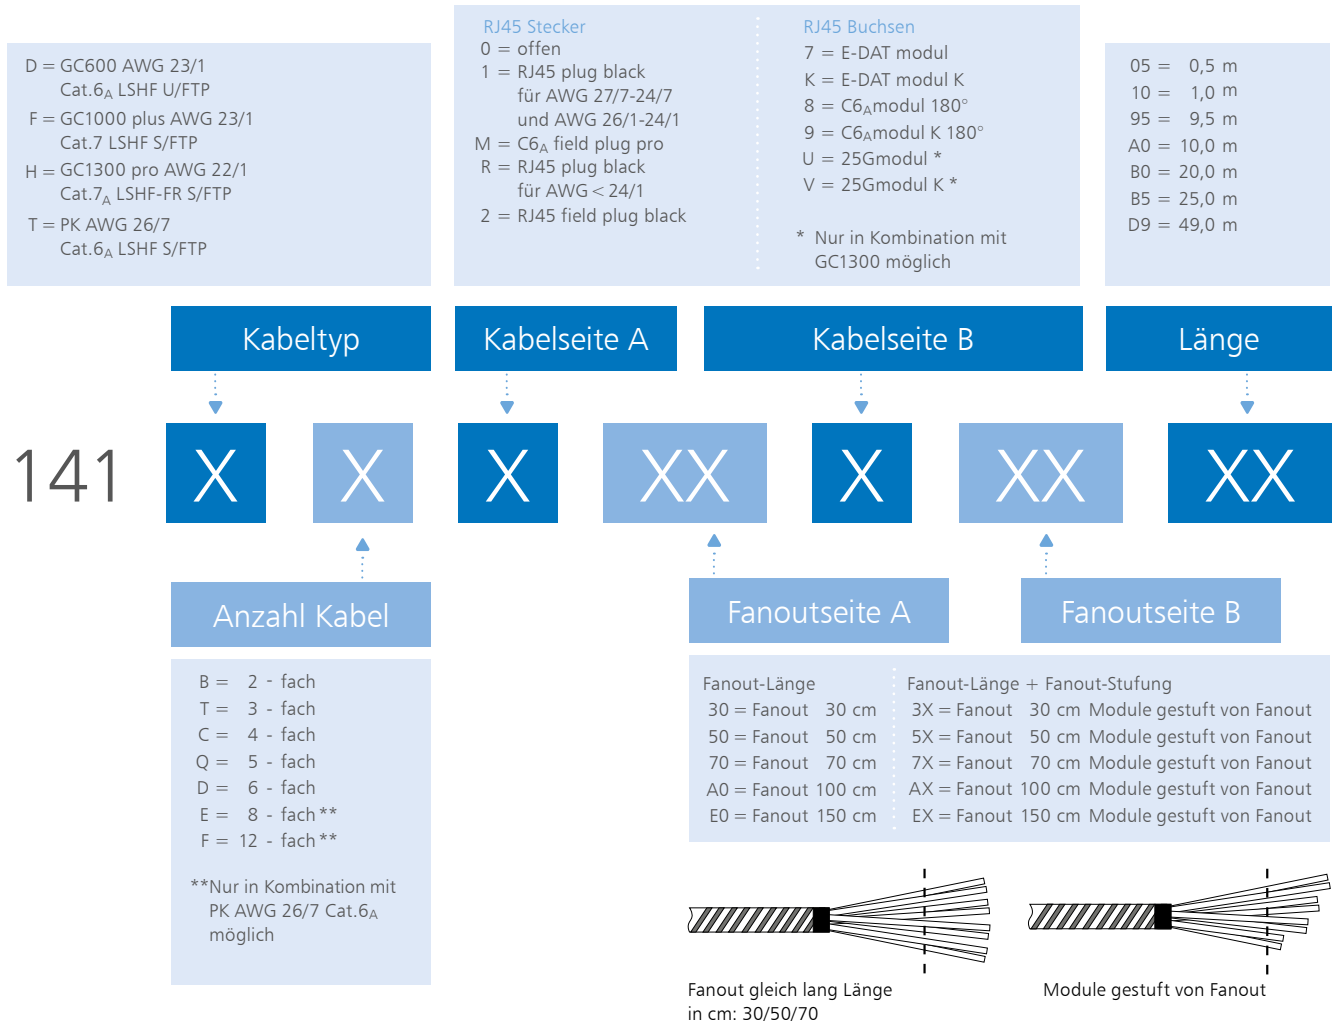 D = GC600 AWG 23/1
Cat.6A LSHF U/FTP
F = GC1000 plus AWG 23/1
Cat.7 LSHF S/FTP
H = GC1300 pro AWG 22/1
Cat.7A LSHF-FR S/FTP
T = PK AWG 26/7
Cat.6A LSHF S/FTP
RJ45 Stecker
0 = offen
1 = RJ45 plug black
für AWG 27/7-24/7
und AWG 26/1-24/1
M = C6A field plug pro
R = RJ45 plug black
für AWG < 24/1
2 = RJ45 field plug black
RJ45 Buchsen
7 = E-DAT modul
K = E-DAT modul K
8 = C6Amodul 180°
9 = C6Amodul K 180°
U = 25Gmodul *
V = 25Gmodul K *
* Nur in Kombination mit
GC1300 möglich
05 = 0,5 m
10 = 1,0 m
95 = 9,5 m
A0 = 10,0 m
B0 = 20,0 m
B5 = 25,0 m
D9 = 49,0 m
Kabeltyp
Kabelseite A
Kabelseite B
Länge
141 X X X XX X XX XX
Anzahl Kabel
Fanoutseite A
Fanoutseite B
B = 2 - fach
T = 3 - fach
C = 4 - fach
Q = 5 - fach
D = 6 - fach
E = 8 - fach **
F = 12 - fach **
**Nur in Kombination mit
PK AWG 26/7 Cat.6A
möglich
Fanout-Länge
30 = Fanout 30 cm
50 = Fanout 50 cm
70 = Fanout 70 cm
A0 = Fanout 100 cm
E0 = Fanout 150 cm
Fanout-Länge + Fanout-Stufung
3X = Fanout 30 cm Module gestuft von Fanout
5X = Fanout 50 cm Module gestuft von Fanout
7X = Fanout 70 cm Module gestuft von Fanout
AX = Fanout 100 cm Module gestuft von Fanout
EX = Fanout 150 cm Module gestuft von Fanout
Fanout gleich lang Länge
in cm: 30/50/70
Module gestuft von Fanout